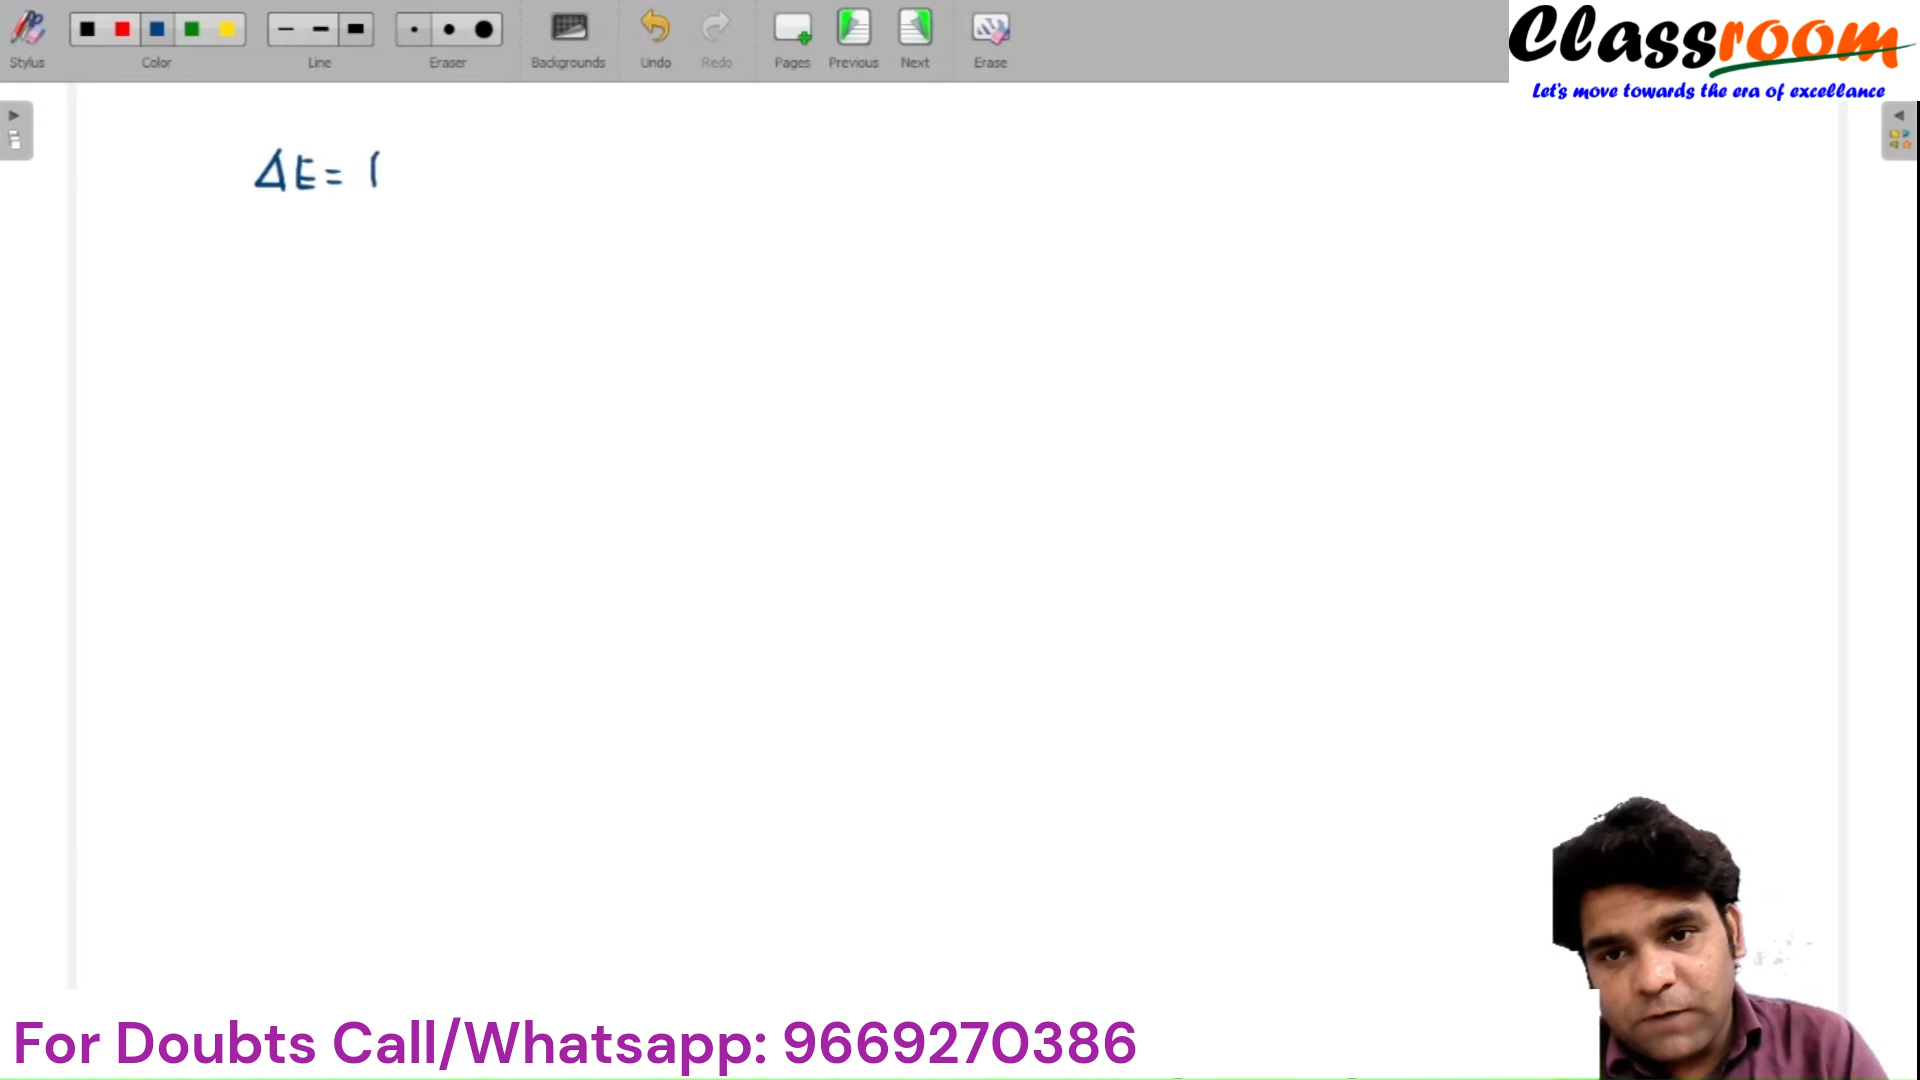 Stylus
Color
Line
Eraser
Backgrounds
Undo
Redo
Pages
Previous
Next
Erase
Classroom
Let's move towards the era of excellance
ΔE = (
For Doubts Call/Whatsapp: 9669270386